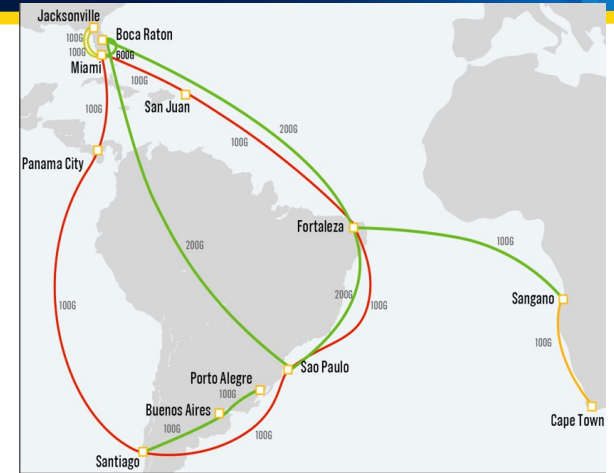 Jacksonville
100G
Boca Raton
100G
600G
Miami
100G
San Juan
100G
100G
200G
Panama City
Fortaleza
200G
100G
Sangano
100G
200G
100G
100G
Sao Paulo
Porto Alegre
100G
Buenos Aires
100G
100G
Cape Town
Santiago